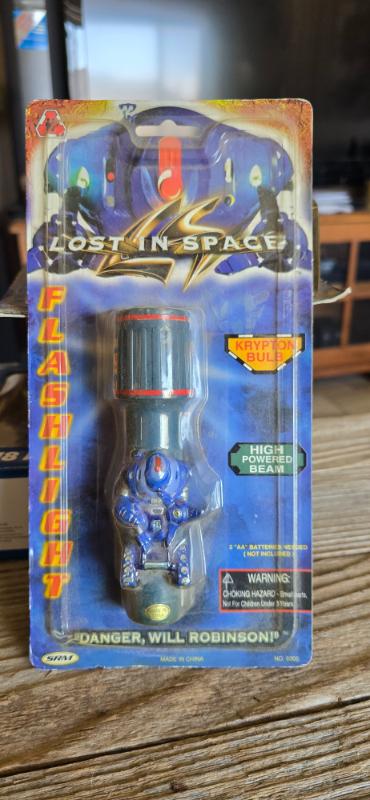 LOST IN SPACE
FLASHLIGHT
KRYPTON
BULB
HIGH
POWERED
BEAM
2 "AA" BATTERIES NEEDED
( NOT INCLUDED )
WARNING:
CHOKING HAZARD - Small parts.
Not For Children Under 3 Years.
"DANGER, WILL ROBINSON!"
SRM
MADE IN CHINA